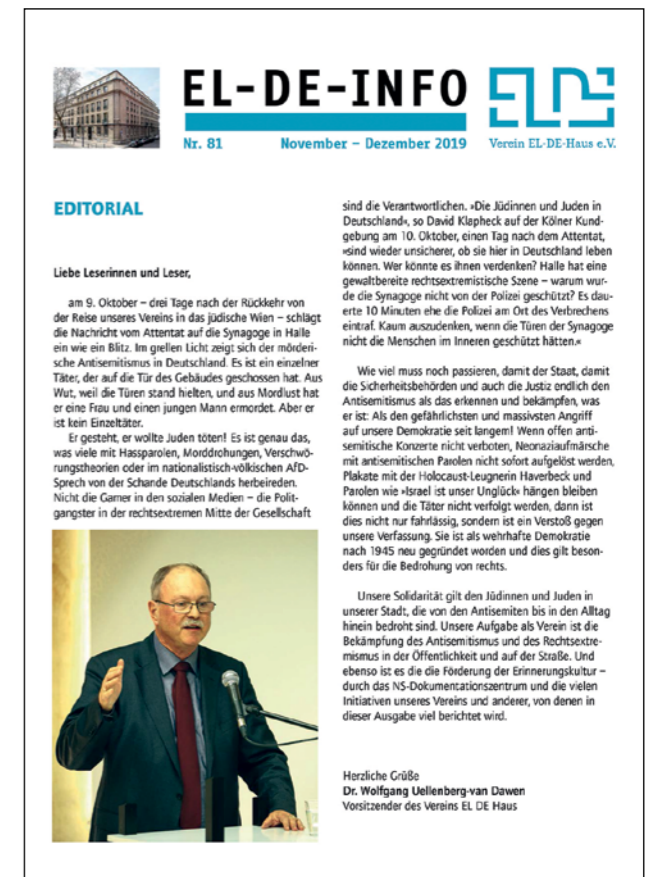 EL-DE-INFO
Nr. 81 November – Dezember 2019
Verein EL-DE-Haus e.V.
EDITORIAL
Liebe Leserinnen und Leser,
am 9. Oktober – drei Tage nach der Rückkehr von
der Reise unseres Vereins in das jüdische Wien – schlägt
die Nachricht vom Attentat auf die Synagoge in Halle
ein wie ein Blitz. Im grellen Licht zeigt sich der mörderi-
sche Antisemitismus in Deutschland. Es ist ein einzelner
Täter, der auf die Tür des Gebäudes geschossen hat. Aus
Wut, weil die Türen stand hielten, und aus Mordlust hat
er eine Frau und einen jungen Mann ermordet. Aber er
ist kein Einzeltäter.
Er gesteht, er wollte Juden töten! Es ist genau das,
was viele mit Hassparolen, Morddrohungen, Verschwö-
rungstheorien oder im nationalistisch-völkischen AfD-
Sprech von der Schande Deutschlands herbeireden.
Nicht die Gamer in den sozialen Medien – die Polit-
gangster in der rechtsextremen Mitte der Gesellschaft
sind die Verantwortlichen. »Die Jüdinnen und Juden in
Deutschland«, so David Klapheck auf der Kölner Kund-
gebung am 10. Oktober, einen Tag nach dem Attentat,
»sind wieder unsicherer, ob sie hier in Deutschland leben
können. Wer könnte es ihnen verdenken? Halle hat eine
gewaltbereite rechtsextremistische Szene – warum wur-
de die Synagoge nicht von der Polizei geschützt? Es dau-
erte 10 Minuten ehe die Polizei am Ort des Verbrechens
eintraf. Kaum auszudenken, wenn die Türen der Synagoge
nicht die Menschen im Inneren geschützt hätten.«
Wie viel muss noch passieren, damit der Staat, damit
die Sicherheitsbehörden und auch die Justiz endlich den
Antisemitismus als das erkennen und bekämpfen, was
er ist: Als den gefährlichsten und massivsten Angriff
auf unsere Demokratie seit langem! Wenn offen anti-
semitische Konzerte nicht verboten, Neonaziaufmärsche
mit antisemitischen Parolen nicht sofort aufgelöst werden,
Plakate mit der Holocaust-Leugnerin Haverbeck und
Parolen wie »Israel ist unser Unglück« hängen bleiben
können und die Täter nicht verfolgt werden, dann ist
dies nicht nur fahrlässig, sondern ist ein Verstoß gegen
unsere Verfassung. Sie ist als wehrhafte Demokratie
nach 1945 neu gegründet worden und dies gilt beson-
ders für die Bedrohung von rechts.
Unsere Solidarität gilt den Jüdinnen und Juden in
unserer Stadt, die von den Antisemiten bis in den Alltag
hinein bedroht sind. Unsere Aufgabe als Verein ist die
Bekämpfung des Antisemitismus und des Rechtsextre-
mismus in der Öffentlichkeit und auf der Straße. Und
ebenso ist es die die Förderung der Erinnerungskultur –
durch das NS-Dokumentationszentrum und die vielen
Initiativen unseres Vereins und anderer, von denen in
dieser Ausgabe viel berichtet wird.
Herzliche Grüße
Dr. Wolfgang Uellenberg-van Dawen
Vorsitzender des Vereins EL DE Haus